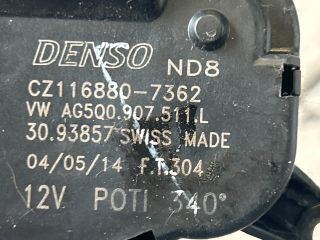 DENSO ND8
CZ116880-7362
VW AG5Q0.907.511.L
30.93857 SWISS MADE
04/05/14 F.T.304
12V POTI 340°